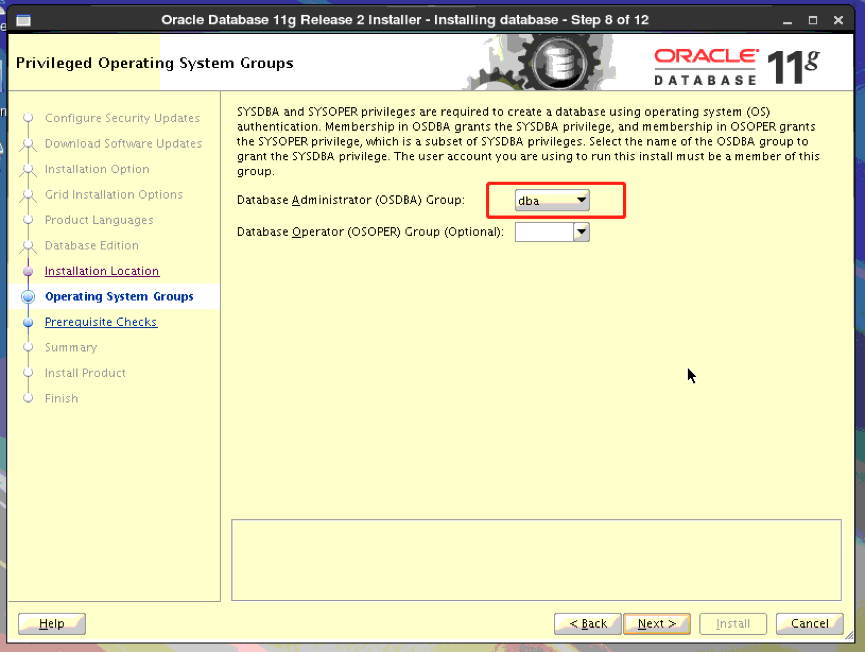 Oracle Database 11g Release 2 Installer - Installing database - Step 8 of 12
Privileged Operating System Groups
ORACLE
DATABASE
11g
Configure Security Updates
Download Software Updates
Installation Option
Grid Installation Options
Product Languages
Database Edition
Installation Location
Operating System Groups
Prerequisite Checks
Summary
Install Product
Finish
SYSDBA and SYSOPER privileges are required to create a database using operating system (OS)
authentication. Membership in OSDBA grants the SYSDBA privilege, and membership in OSOPER grants
the SYSOPER privilege, which is a subset of SYSDBA privileges. Select the name of the OSDBA group to
grant the SYSDBA privilege. The user account you are using to run this install must be a member of this
group.
Database Administrator (OSDBA) Group: dba
Database Operator (OSOPER) Group (Optional):
Help
< Back
Next >
Install
Cancel